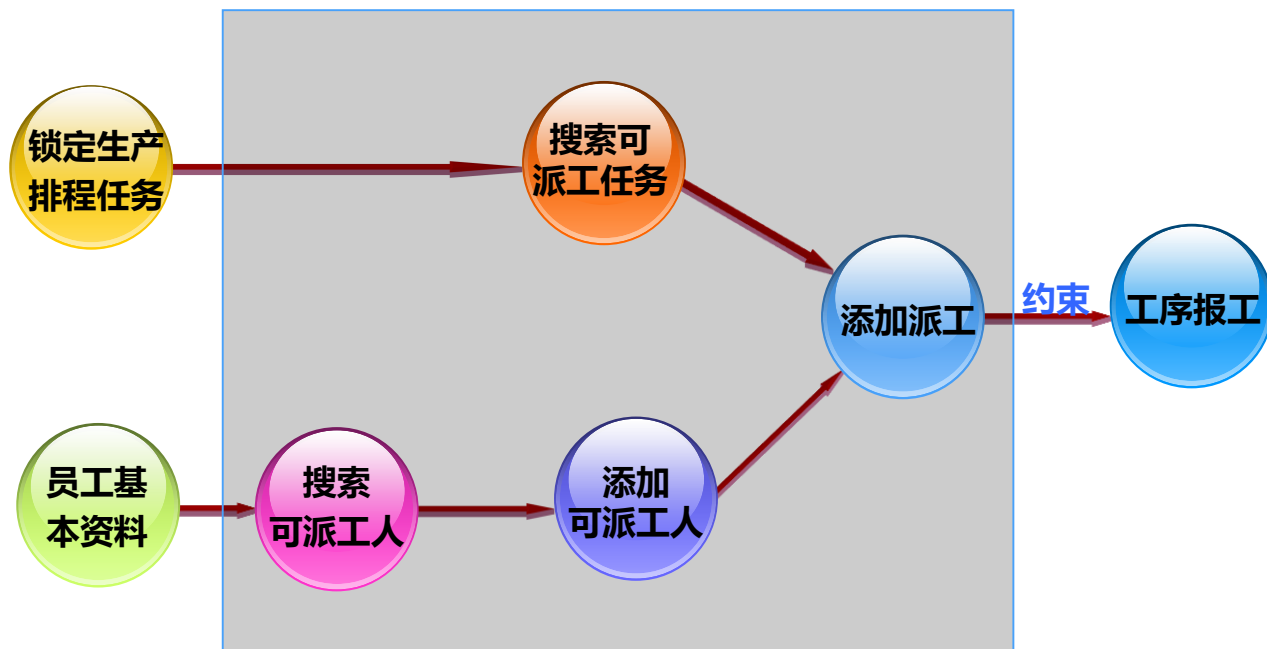 锁定生产
排程任务
搜索可
派工任务
添加派工
约束
工序报工
员工基
本资料
搜索
可派工人
添加
可派工人